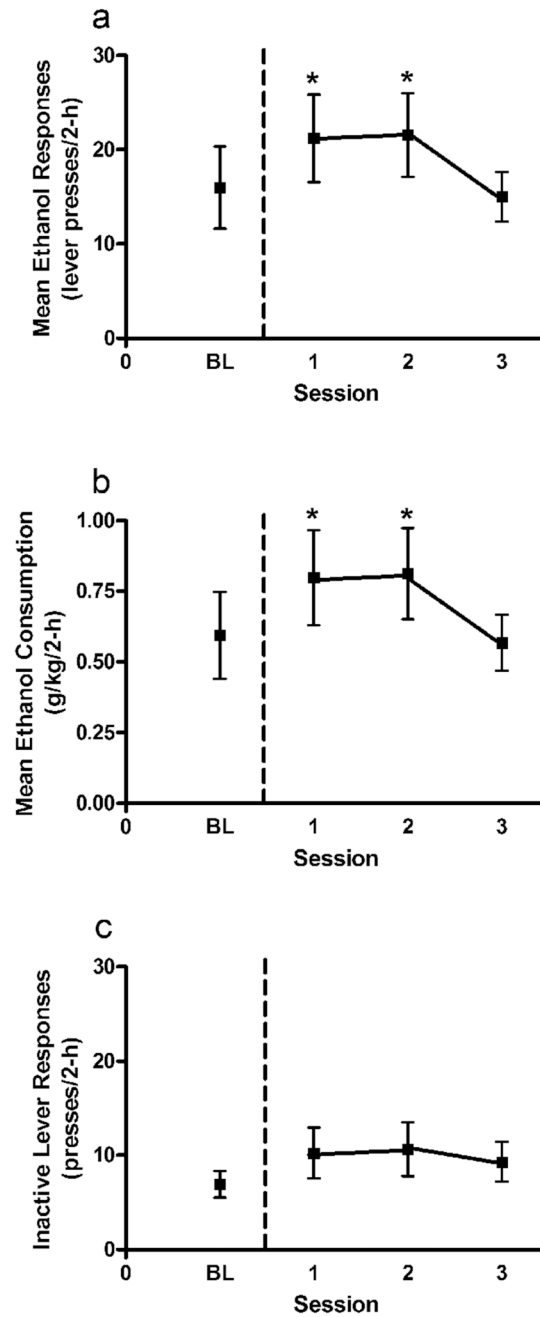 a
Mean Ethanol Responses
(lever presses/2-h)
30
20
10
0
* *
0 BL 1 2 3
Session
b
Mean Ethanol Consumption
(g/kg/2-h)
1.00
0.75
0.50
0.25
0.00
* *
0 BL 1 2 3
Session
c
Inactive Lever Responses
(presses/2-h)
30
20
10
0
0 BL 1 2 3
Session